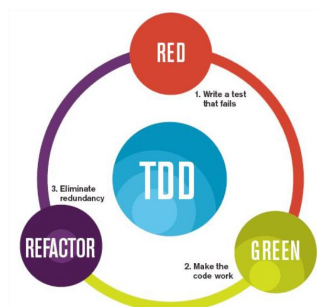 RED
1. Write a test
that fails
TDD
3. Eliminate
redundancy
REFACTOR
GREEN
2. Make the
code work